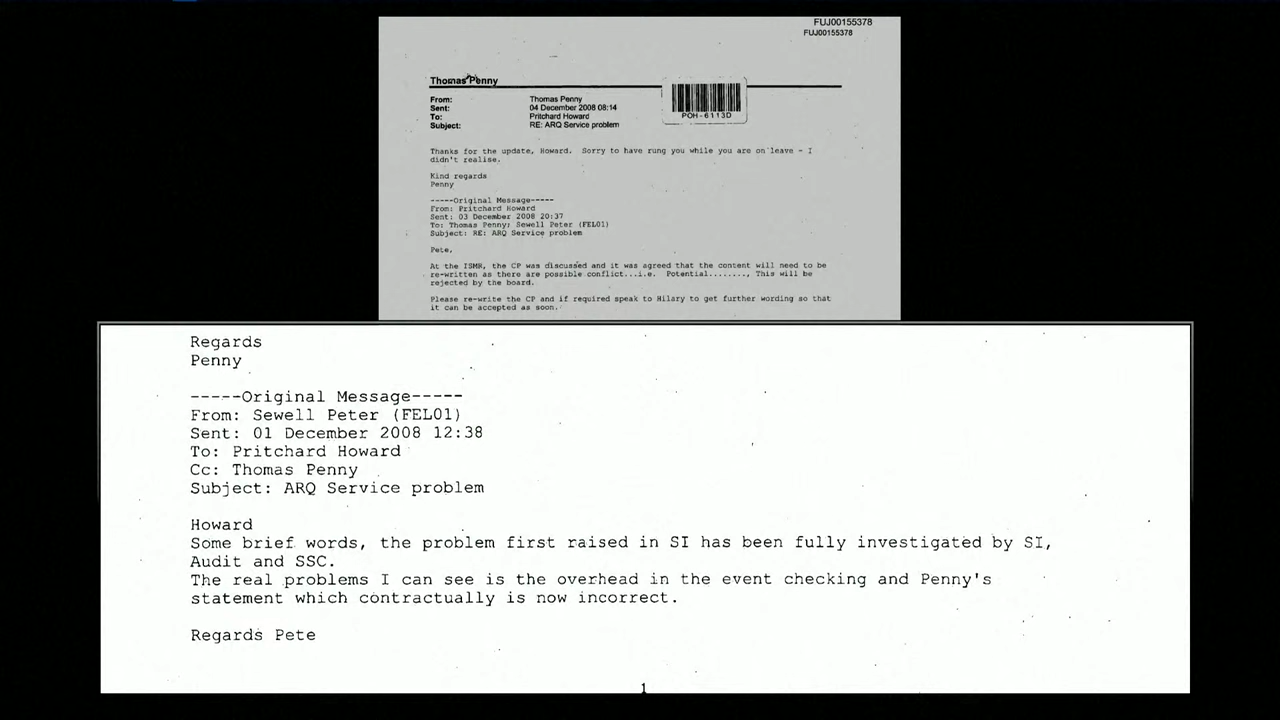 FUJ00155378
FUJ00155378
Thomas Penny
From: Thomas Penny
Sent: 04 December 2008 08:14
To: Pritchard Howard
Subject: RE: ARQ Service problem
POH-6113D
Thanks for the update, Howard. Sorry to have rung you while you are on leave - I
didn't realise.
Kind regards
Penny
-----Original Message-----
From: Pritchard Howard
Sent: 03 December 2008 20:37
To: Thomas Penny; Sewell Peter (FEL01)
Subject: RE: ARQ Service problem
Pete,
At the ISMR, the CP was discussed and it was agreed that the content will need to be
re-written as there are possible conflict...i.e. Potential........, This will be
rejected by the board.
Please re-write the CP and if required speak to Hilary to get further wording so that
it can be accepted as soon.
Regards
Penny
-----Original Message-----
From: Sewell Peter (FEL01)
Sent: 01 December 2008 12:38
To: Pritchard Howard
Cc: Thomas Penny
Subject: ARQ Service problem
Howard
Some brief words, the problem first raised in SI has been fully investigated by SI,
Audit and SSC.
The real problems I can see is the overhead in the event checking and Penny's
statement which contractually is now incorrect.
Regards Pete
1